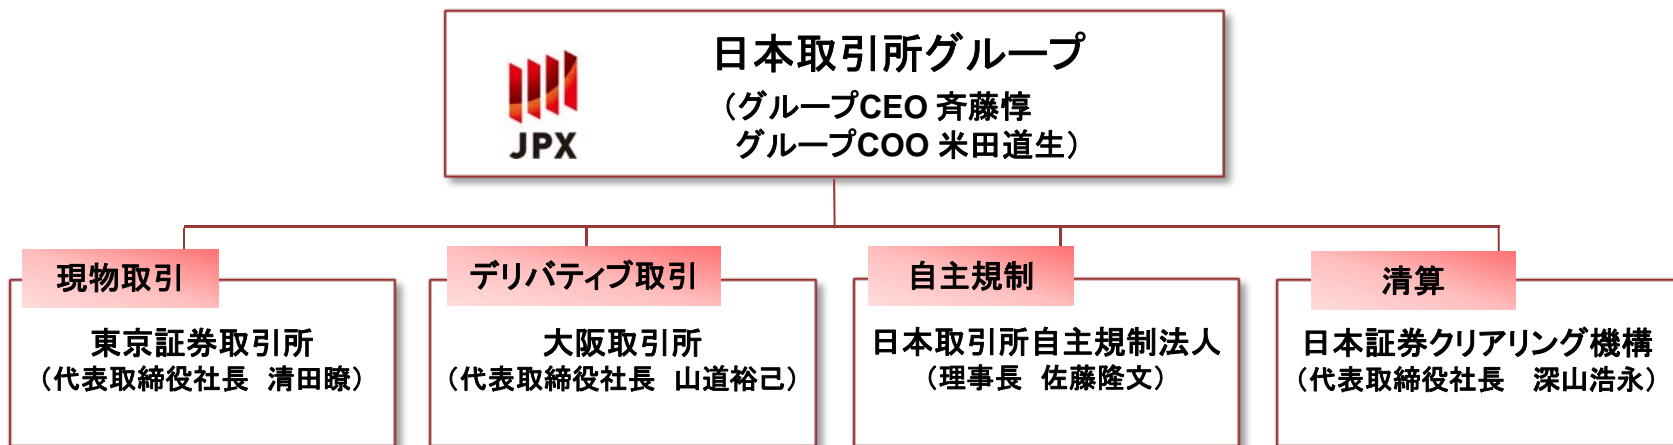 日本取引所グループ
(グループCEO 斉藤惇
グループCOO 米田道生)
JPX
現物取引
東京証券取引所
(代表取締役社長 清田瞭)
デリバティブ取引
大阪取引所
(代表取締役社長 山道裕己)
自主規制
日本取引所自主規制法人
(理事長 佐藤隆文)
清算
日本証券クリアリング機構
(代表取締役社長 深山浩永)